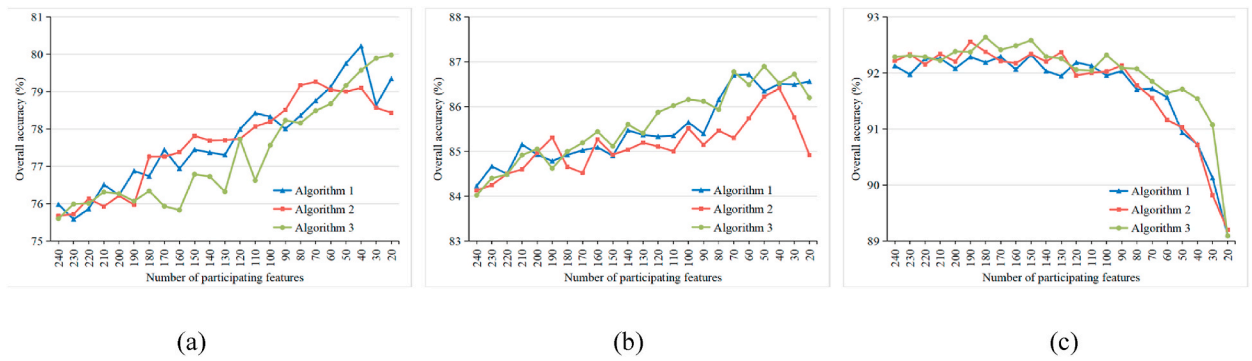 81
80
79
78
77
76
75
Overall accuracy (%)
Algorithm 1
Algorithm 2
Algorithm 3
240 230 220 210 200 190 180 170 160 150 140 130 120 110 100 90 80 70 60 50 40 30 20
Number of participating features
(a)
88
87
86
85
84
83
Overall accuracy (%)
Algorithm 1
Algorithm 2
Algorithm 3
240 230 220 210 200 190 180 170 160 150 140 130 120 110 100 90 80 70 60 50 40 30 20
Number of participating features
(b)
93
92
91
90
89
Overall accuracy (%)
Algorithm 1
Algorithm 2
Algorithm 3
240 230 220 210 200 190 180 170 160 150 140 130 120 110 100 90 80 70 60 50 40 30 20
Number of participating features
(c)